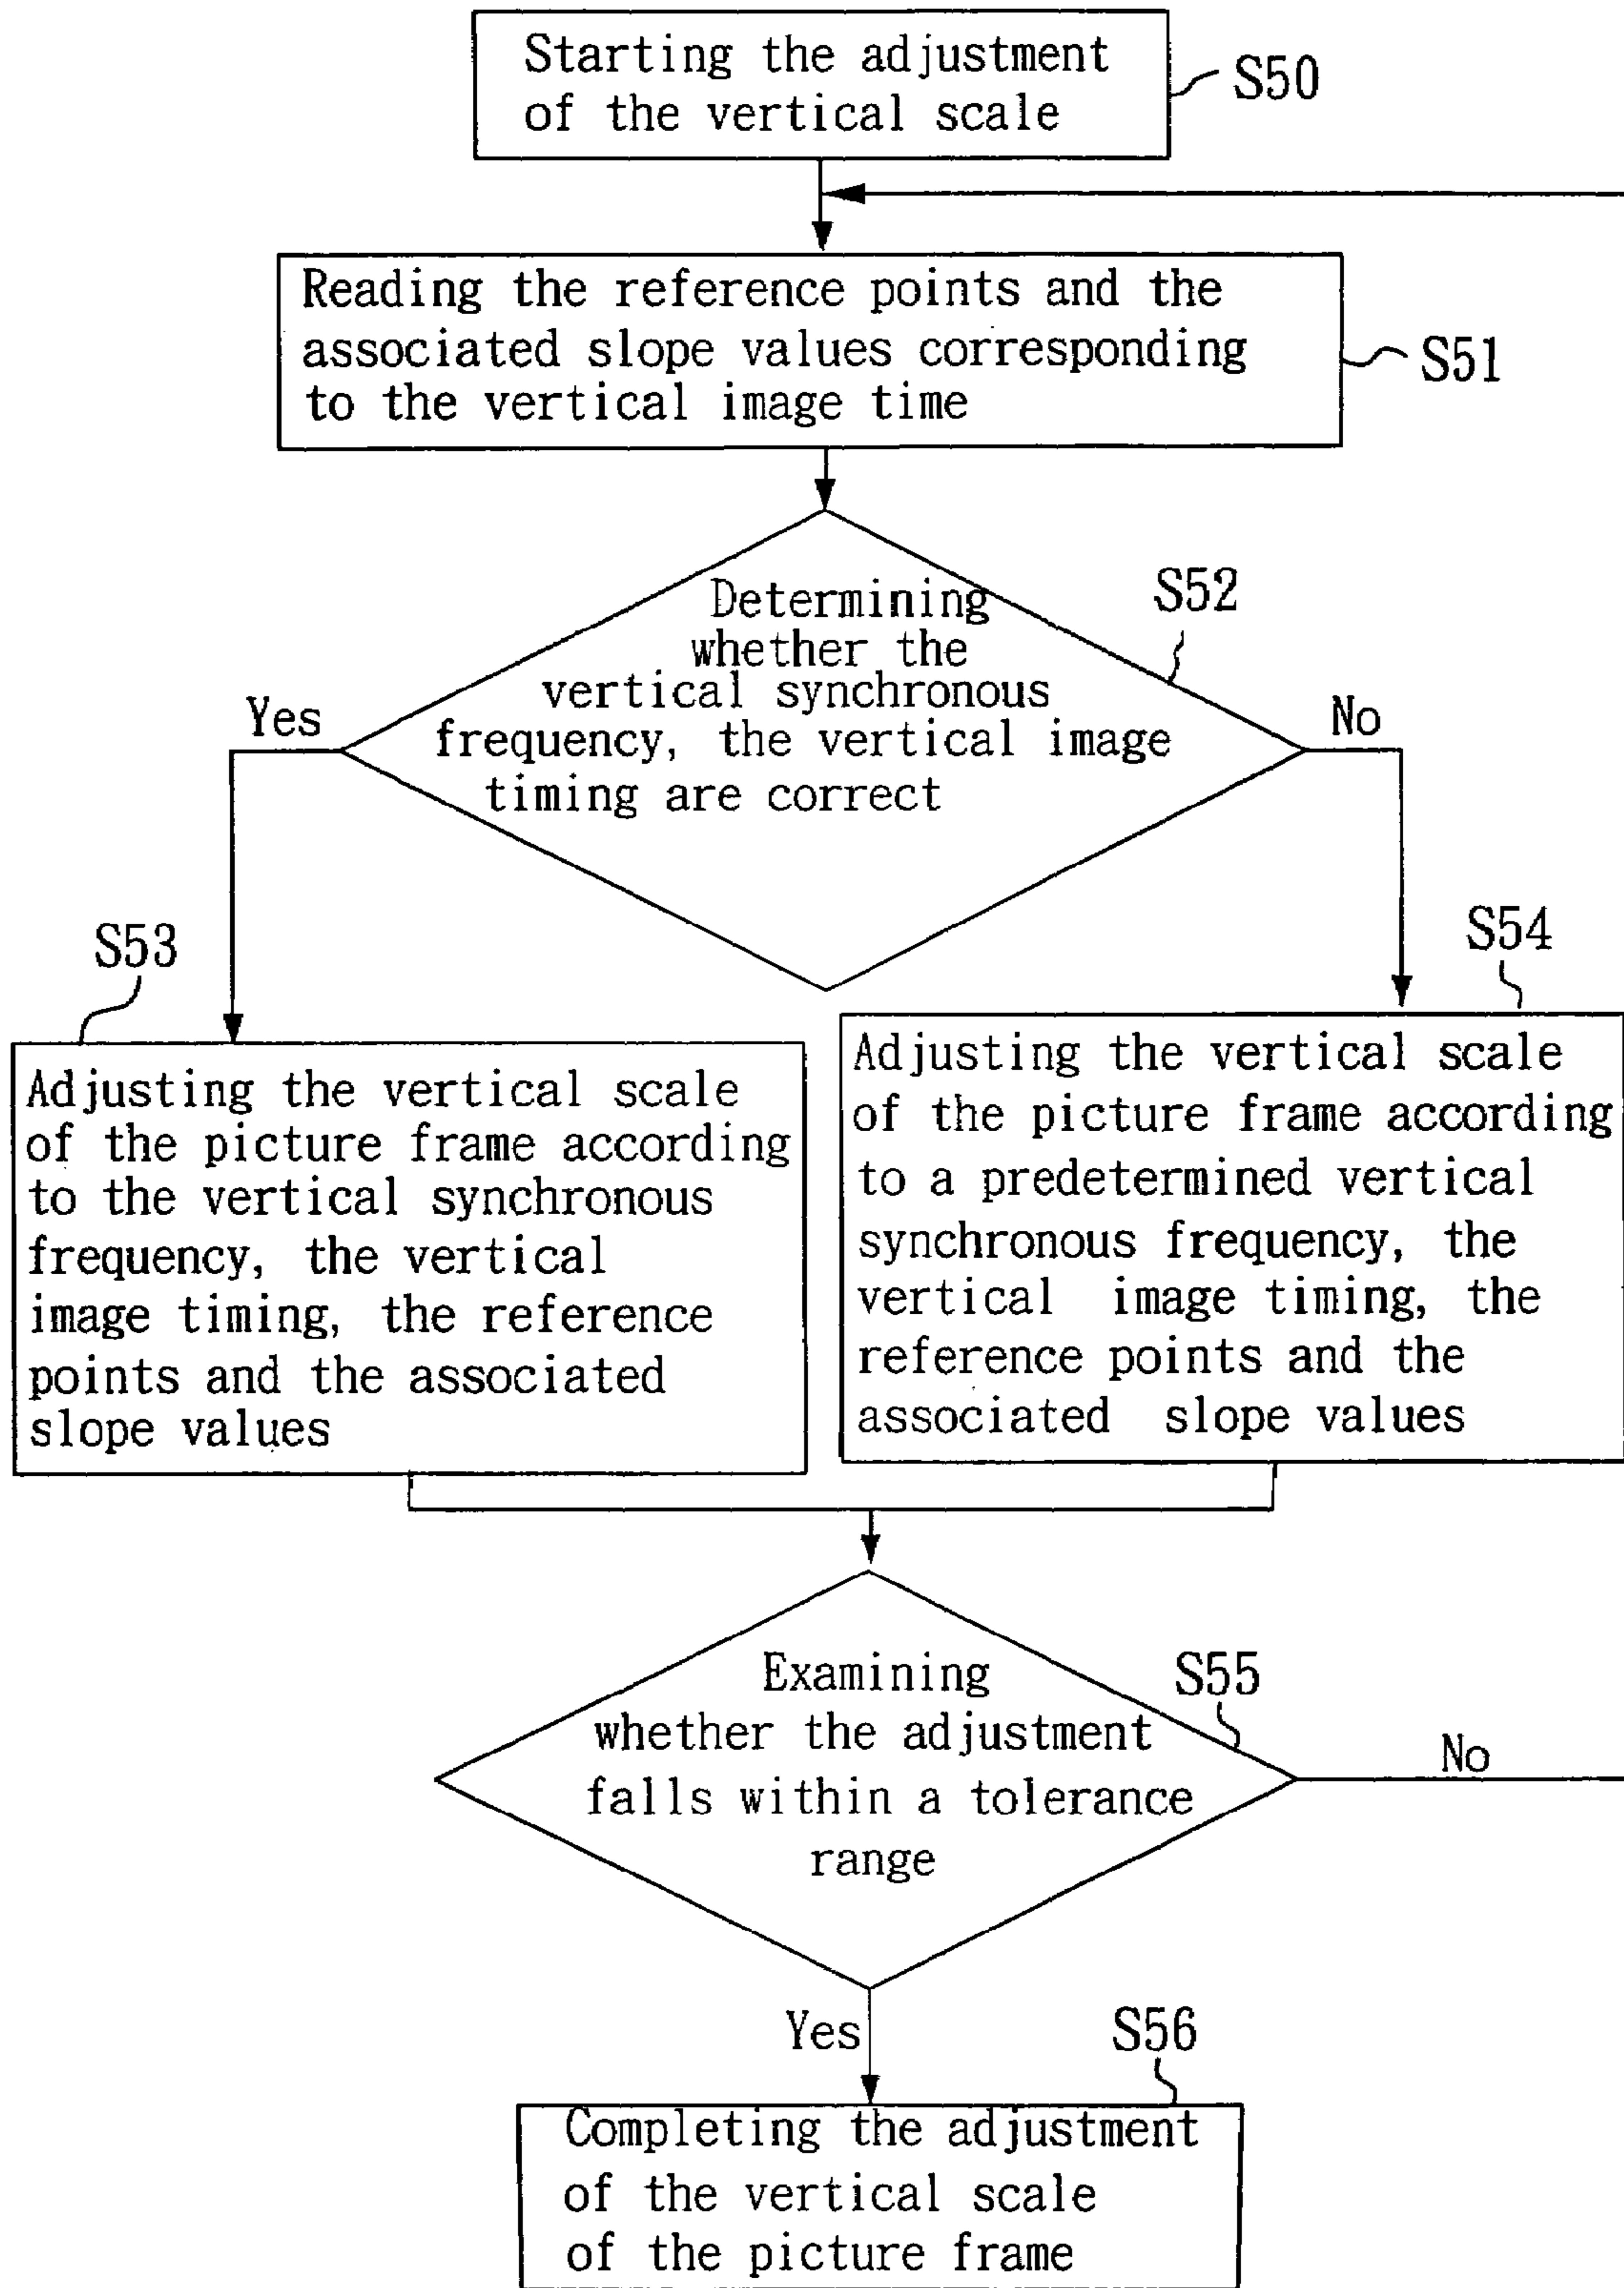 Starting the adjustment
of the vertical scale
S50
Reading the reference points and the
associated slope values corresponding
to the vertical image time
S51
Determining
whether the
vertical synchronous
frequency, the vertical image
timing are correct
S52
Yes
No
S53
Adjusting the vertical scale
of the picture frame according
to the vertical synchronous
frequency, the vertical
image timing, the reference
points and the associated
slope values
S54
Adjusting the vertical scale
of the picture frame according
to a predetermined vertical
synchronous frequency, the
vertical image timing, the
reference points and the
associated slope values
Examining
whether the adjustment
falls within a tolerance
range
S55
No
Yes
S56
Completing the adjustment
of the vertical scale
of the picture frame